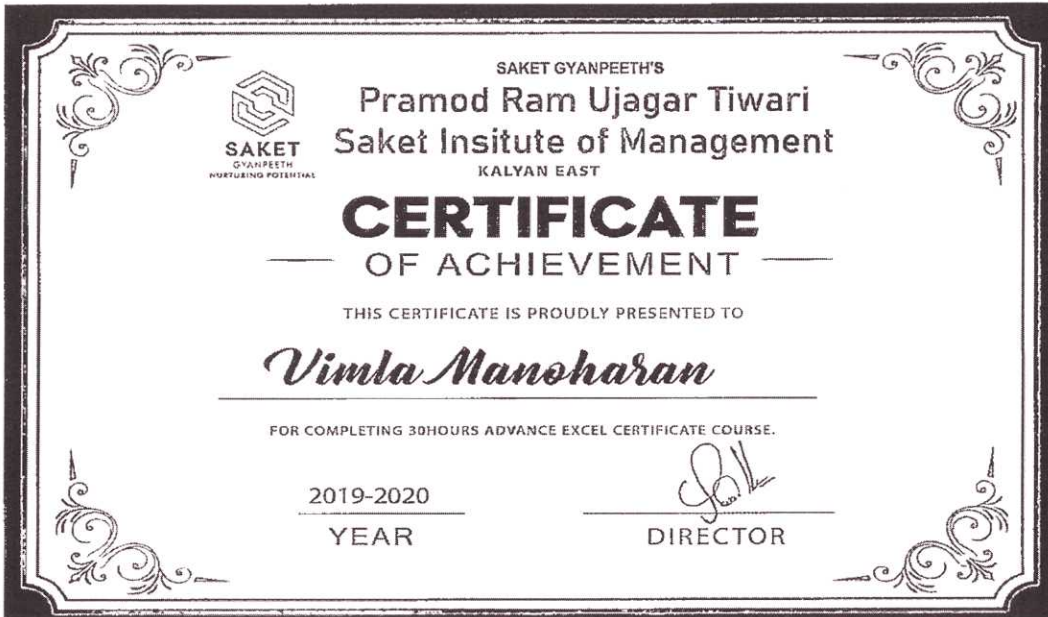 SAKET
GYANPEETH
NURTURING POTENTIAL
SAKET GYANPEETH'S
Pramod Ram Ujagar Tiwari
Saket Insitute of Management
KALYAN EAST
CERTIFICATE
OF ACHIEVEMENT
THIS CERTIFICATE IS PROUDLY PRESENTED TO
Vimla Manoharan
FOR COMPLETING 30HOURS ADVANCE EXCEL CERTIFICATE COURSE.
2019-2020
YEAR
DIRECTOR